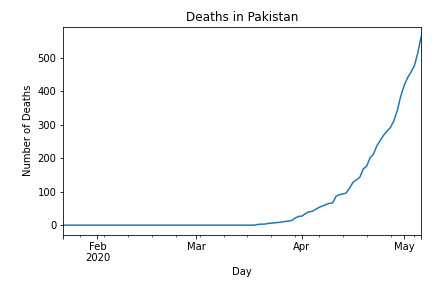 Deaths in Pakistan
Number of Deaths
500
400
300
200
100
0
Feb
2020
Mar
Apr
May
Day